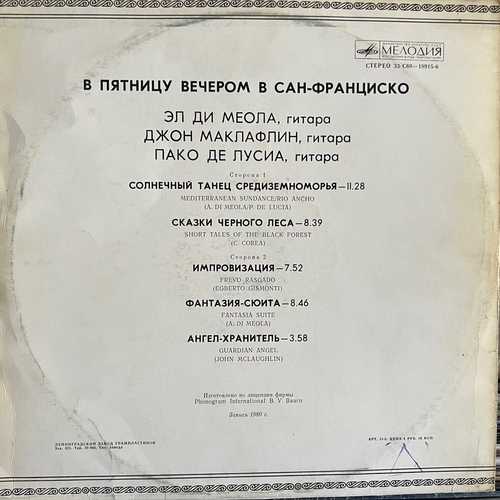 МЕЛОДИЯ
СТЕРЕО 33 С60—19915-6
В ПЯТНИЦУ ВЕЧЕРОМ В САН-ФРАНЦИСКО
ЭЛ ДИ МЕОЛА, гитара
ДЖОН МАКЛАФЛИН, гитара
ПАКО ДЕ ЛУСИА, гитара
Сторона 1
СОЛНЕЧНЫЙ ТАНЕЦ СРЕДИЗЕМНОМОРЬЯ—11.28
MEDITERRANEAN SUNDANCE/RIO ANCHO
(A. DI MEOLA/P. DE LUCIA)
СКАЗКИ ЧЕРНОГО ЛЕСА—8.39
SHORT TALES OF THE BLACK FOREST
(C. COREA)
Сторона 2
ИМПРОВИЗАЦИЯ—7.52
FREVO RASGADO
(EGBERTO GISMONTI)
ФАНТАЗИЯ-СЮИТА—8.46
FANTASIA SUITE
(A. DI MEOLA)
АНГЕЛ-ХРАНИТЕЛЬ—3.58
GUARDIAN ANGEL
(JOHN MCLAUGHLIN)
Изготовлено по лицензии фирмы
Phonogram International B. V. Baarn
Запись 1980 г.
ЛЕНИНГРАДСКИЙ ЗАВОД ГРАМПЛАСТИНОК